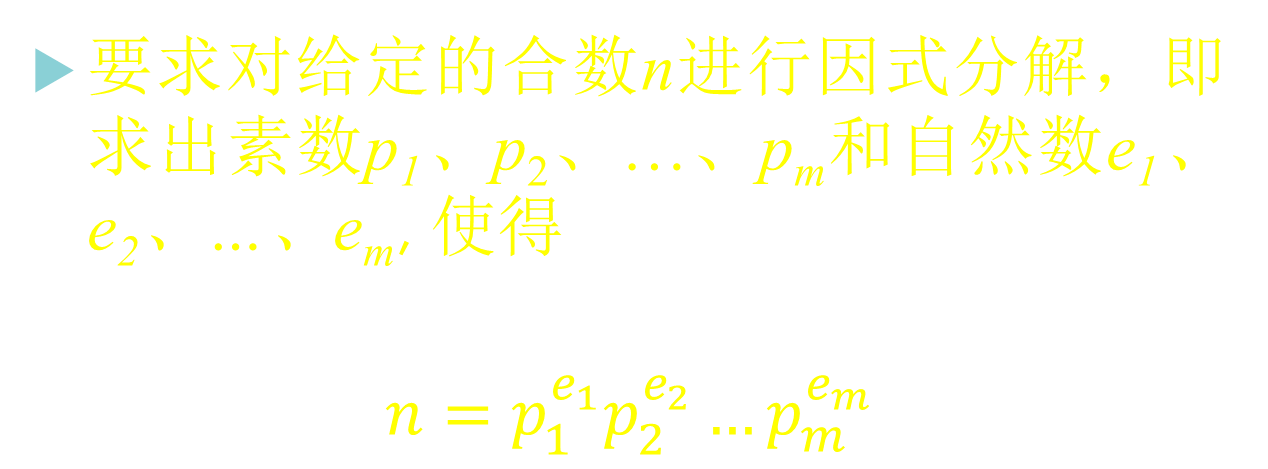 要求对给定的合数n进行因式分解，即
求出素数p₁、p₂、…、pₘ和自然数e₁、
e₂、…、eₘ, 使得
n = p₁^{e₁}p₂^{e₂} … pₘ^{eₘ}